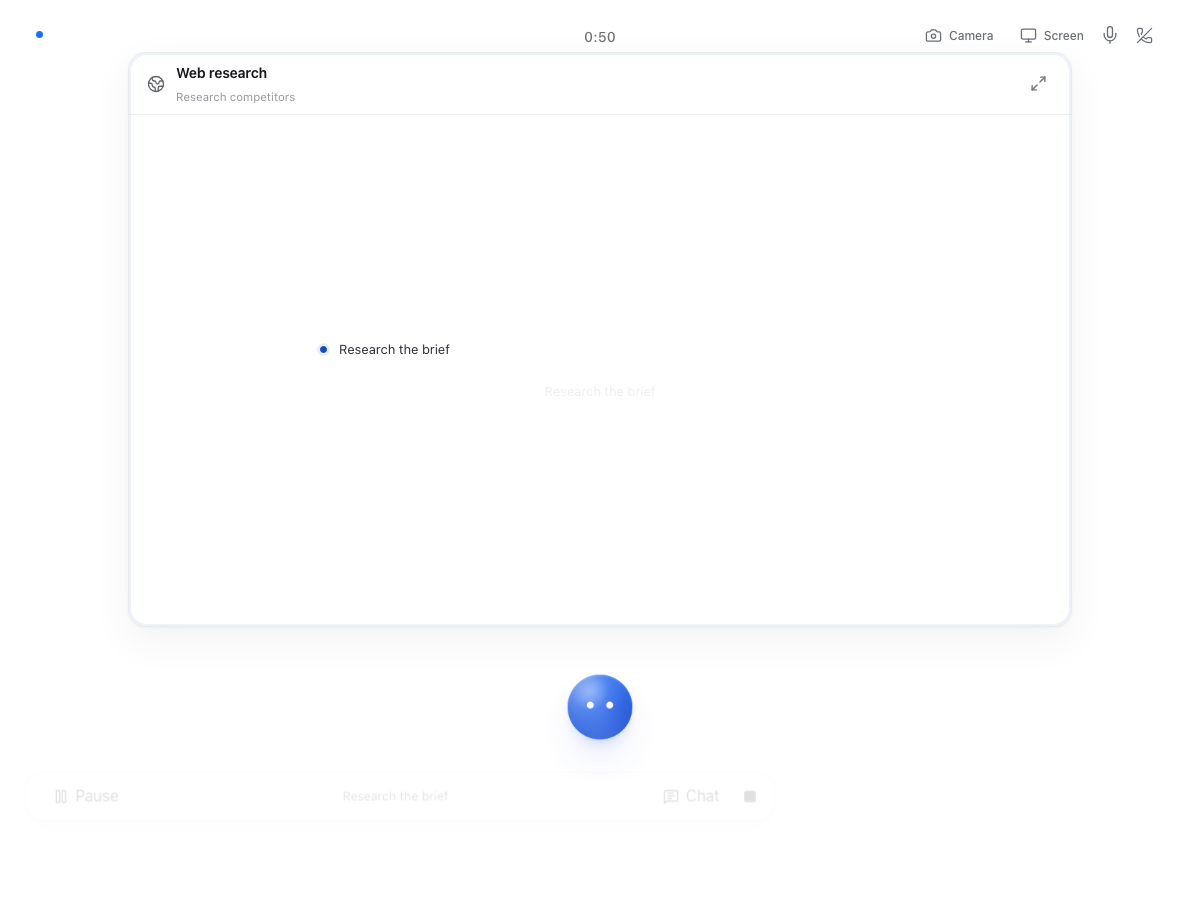 0:50
Camera
Screen
Web research
Research competitors
Research the brief
Research the brief
Pause
Research the brief
Chat